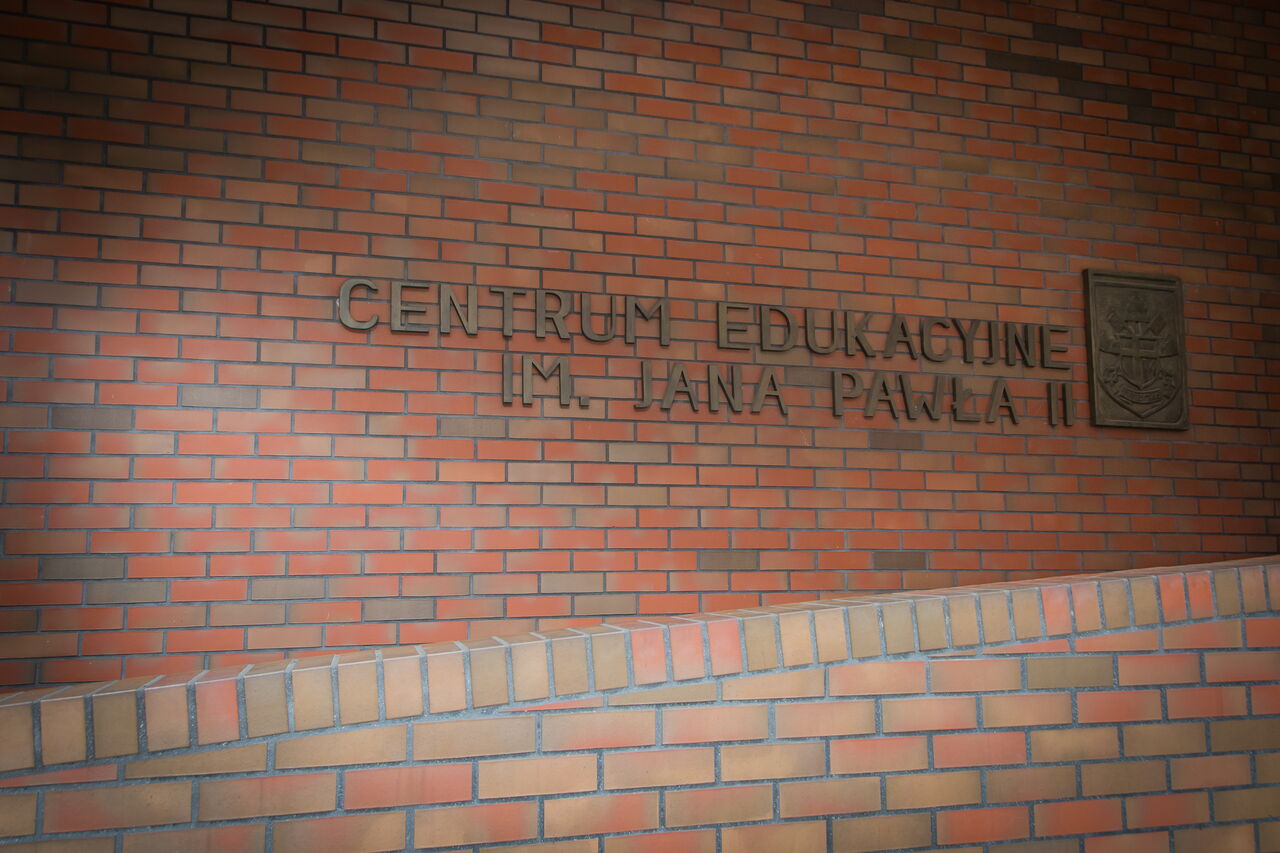 CENTRUM EDUKACYJNE
IM. JANA PAWŁA II